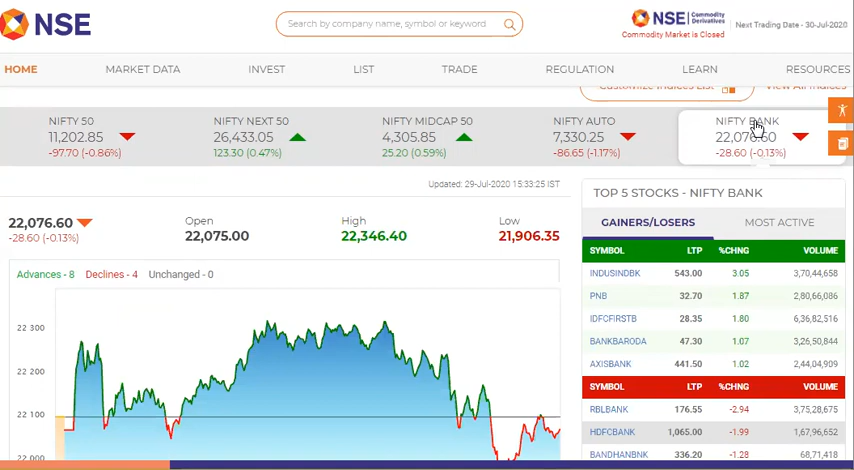 NSE
Search by company name, symbol or keyword
NSE Commodity Derivatives
Commodity Market is Closed
Next Trading Date - 30-Jul-2020
HOME MARKET DATA INVEST LIST TRADE REGULATION LEARN RESOURCES
Customize Indices List View All Indices
NIFTY 50 NIFTY NEXT 50 NIFTY MIDCAP 50 NIFTY AUTO NIFTY BANK
11,202.85 26,433.05 4,305.85 7,330.25 22,076.60
-97.70 (-0.86%) 123.30 (0.47%) 25.20 (0.59%) -86.65 (-1.17%) -28.60 (-0.13%)
Updated: 29-Jul-2020 15:33:25 IST
22,076.60
-28.60 (-0.13%)
Open
22,075.00
High
22,346.40
Low
21,906.35
Advances - 8 Declines - 4 Unchanged - 0
22 300
22 200
22 100
22 000
TOP 5 STOCKS - NIFTY BANK
GAINERS/LOSERS MOST ACTIVE
SYMBOL LTP %CHNG VOLUME
INDUSINDBK 543.00 3.05 3,70,44,658
PNB 32.70 1.87 2,80,66,086
IDFCFIRSTB 28.35 1.80 6,36,82,516
BANKBARODA 47.30 1.07 3,26,50,844
AXISBANK 441.50 1.02 2,44,04,909
SYMBOL LTP %CHNG VOLUME
RBLBANK 176.55 -2.94 3,75,28,675
HDFCBANK 1,065.00 -1.99 1,67,96,652
BANDHANBNK 336.20 -1.28 68,71,418